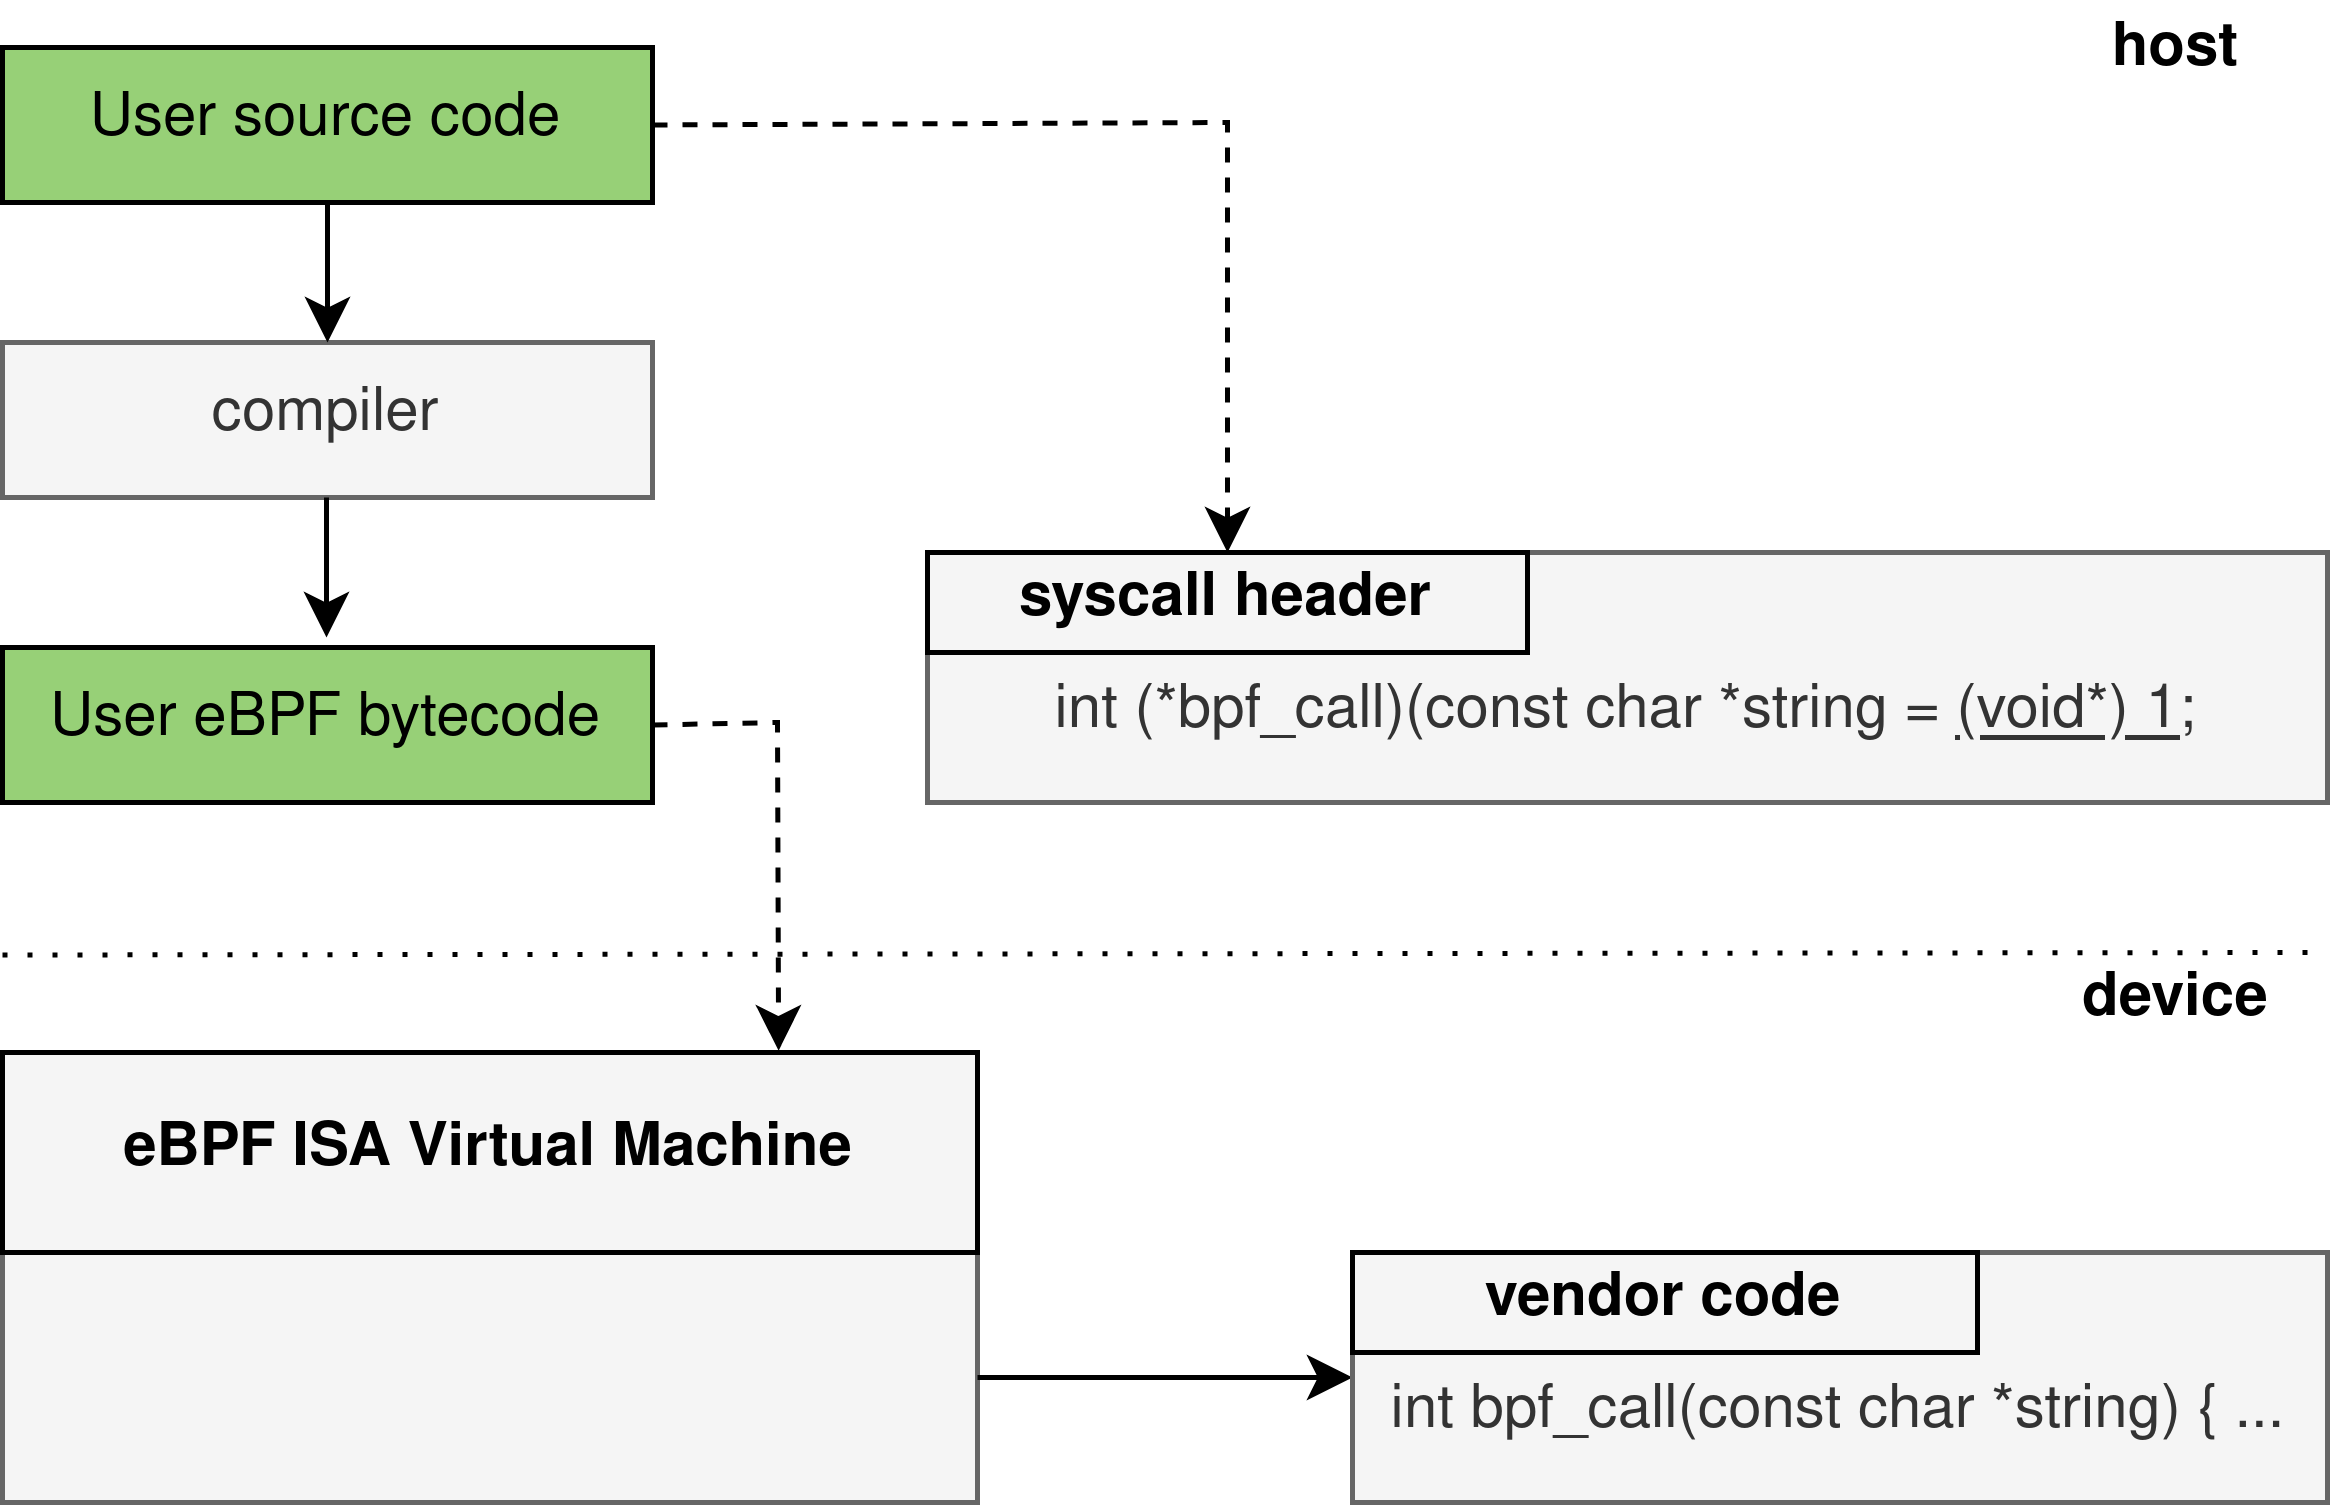 host
User source code
compiler
syscall header
int (*bpf_call)(const char *string = (void*) 1;
User eBPF bytecode
device
eBPF ISA Virtual Machine
vendor code
int bpf_call(const char *string) { ...